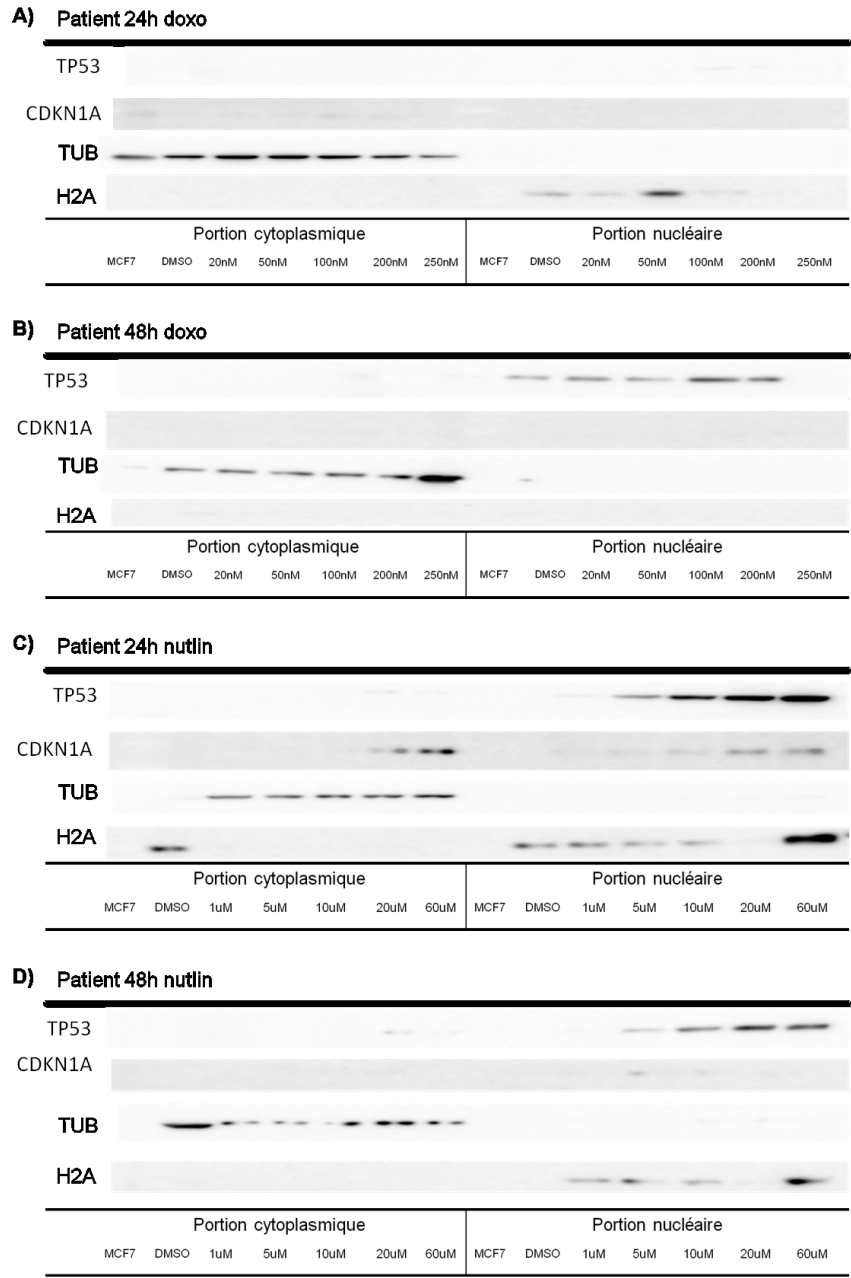 A) Patient 24h doxo
TP53
CDKN1A
TUB
H2A
Portion cytoplasmique Portion nucléaire
MCF7 DMSO 20nM 50nM 100nM 200nM 250nM MCF7 DMSO 20nM 50nM 100nM 200nM 250nM
B) Patient 48h doxo
TP53
CDKN1A
TUB
H2A
Portion cytoplasmique Portion nucléaire
MCF7 DMSO 20nM 50nM 100nM 200nM 250nM MCF7 DMSO 20nM 50nM 100nM 200nM 250nM
C) Patient 24h nutlin
TP53
CDKN1A
TUB
H2A
Portion cytoplasmique Portion nucléaire
MCF7 DMSO 1uM 5uM 10uM 20uM 60uM MCF7 DMSO 1uM 5uM 10uM 20uM 60uM
D) Patient 48h nutlin
TP53
CDKN1A
TUB
H2A
Portion cytoplasmique Portion nucléaire
MCF7 DMSO 1uM 5uM 10uM 20uM 60uM MCF7 DMSO 1uM 5uM 10uM 20uM 60uM